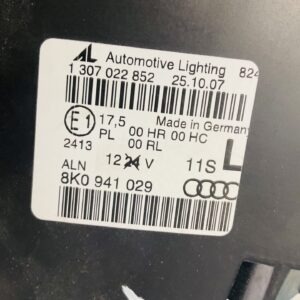 AL Automotive Lighting 824
1 307 022 852 25.10.07
E1 17,5 Made in Germany
PL 00 HR 00 HC
2413 00 RL
ALN 12 24 V 11S L
8K0 941 029